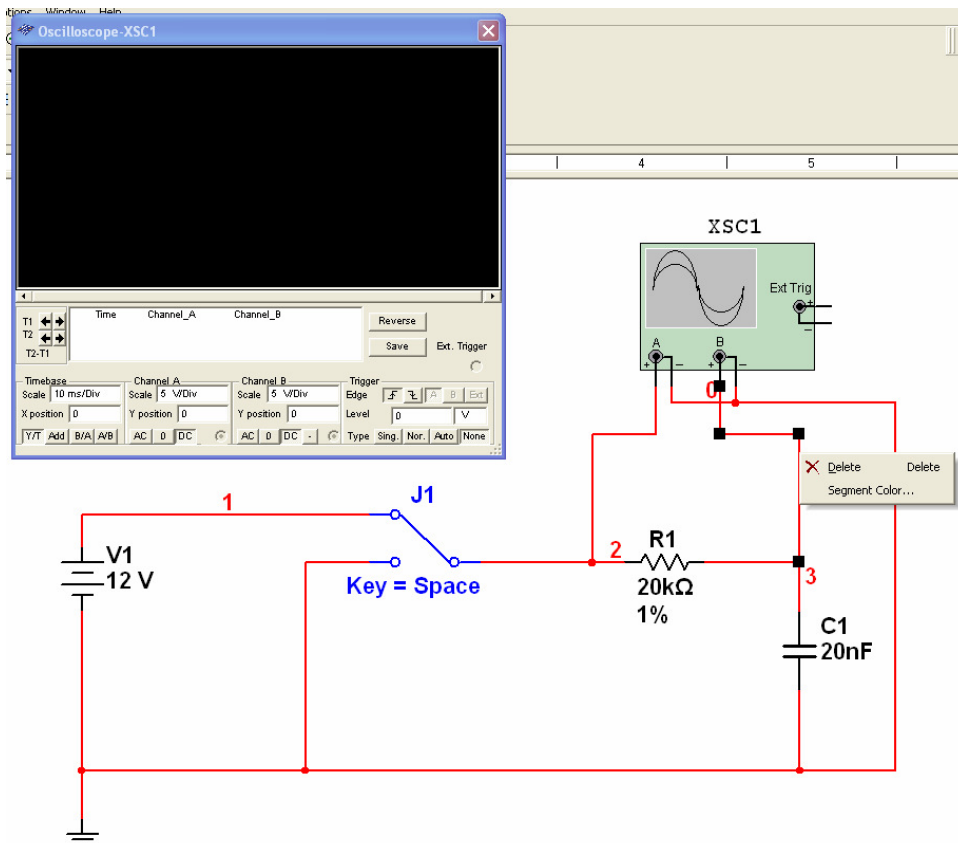 Window Help
Oscilloscope-XSC1
4 5
XSC1
Ext Trig
+
−
A B
+ − + −
0
T1
T2
T2-T1
Time Channel_A Channel_B
Reverse
Save
Ext. Trigger
Timebase
Scale 10 ms/Div
X position 0
Y/T Add B/A A/B
Channel A
Scale 5 V/Div
Y position 0
AC 0 DC
Channel B
Scale 5 V/Div
Y position 0
AC 0 DC -
Trigger
Edge A B Ext
Level 0 V
Type Sing. Nor. Auto None
Delete Delete
Segment Color...
1
J1
Key = Space
V1
12 V
2
R1
20kΩ
1%
3
C1
20nF